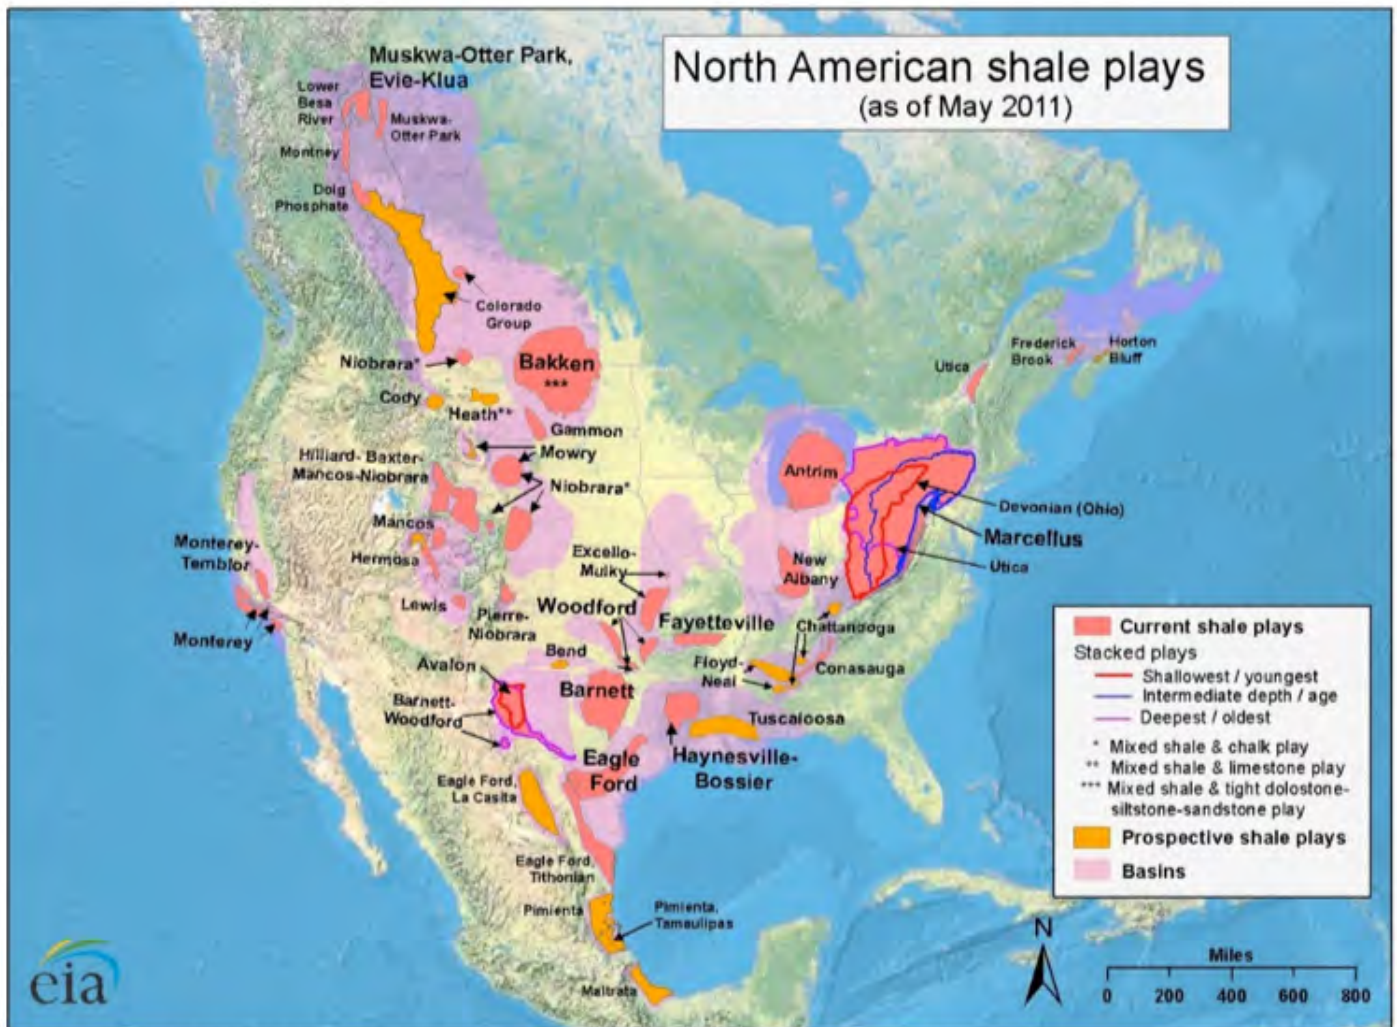 North American shale plays
(as of May 2011)
Muskwa-Otter Park,
Evie-Klua
Lower
Besa
River
Muskwa-
Otter Park
Montney
Doig
Phosphate
Colorado
Group
Niobrara*
Bakken
***
Cody
Heath**
Gammon
Mowry
Hilliard- Baxter-
Mancos-Niobrara
Niobrara*
Antrim
Utica
Frederick
Brook
Horton
Bluff
Devonian (Ohio)
Marcellus
Utica
Mancos
Hermosa
Monterey-
Temblor
Monterey
Lewis
Pierre-
Niobrara
Excello-
Mulky
New
Albany
Woodford
Fayetteville
Chattanooga
Bend
Floyd-
Neal
Conasauga
Avalon
Barnett
Barnett-
Woodford
Tuscaloosa
Eagle
Ford
Haynesville-
Bossier
Eagle Ford,
La Casita
Eagle Ford,
Tithonian
Pimienta
Pimienta,
Tamaulipas
Maltrata
Current shale plays
Stacked plays
Shallowest / youngest
Intermediate depth / age
Deepest / oldest
* Mixed shale & chalk play
** Mixed shale & limestone play
*** Mixed shale & tight dolostone-
siltstone-sandstone play
Prospective shale plays
Basins
N
Miles
0 200 400 600 800
eia